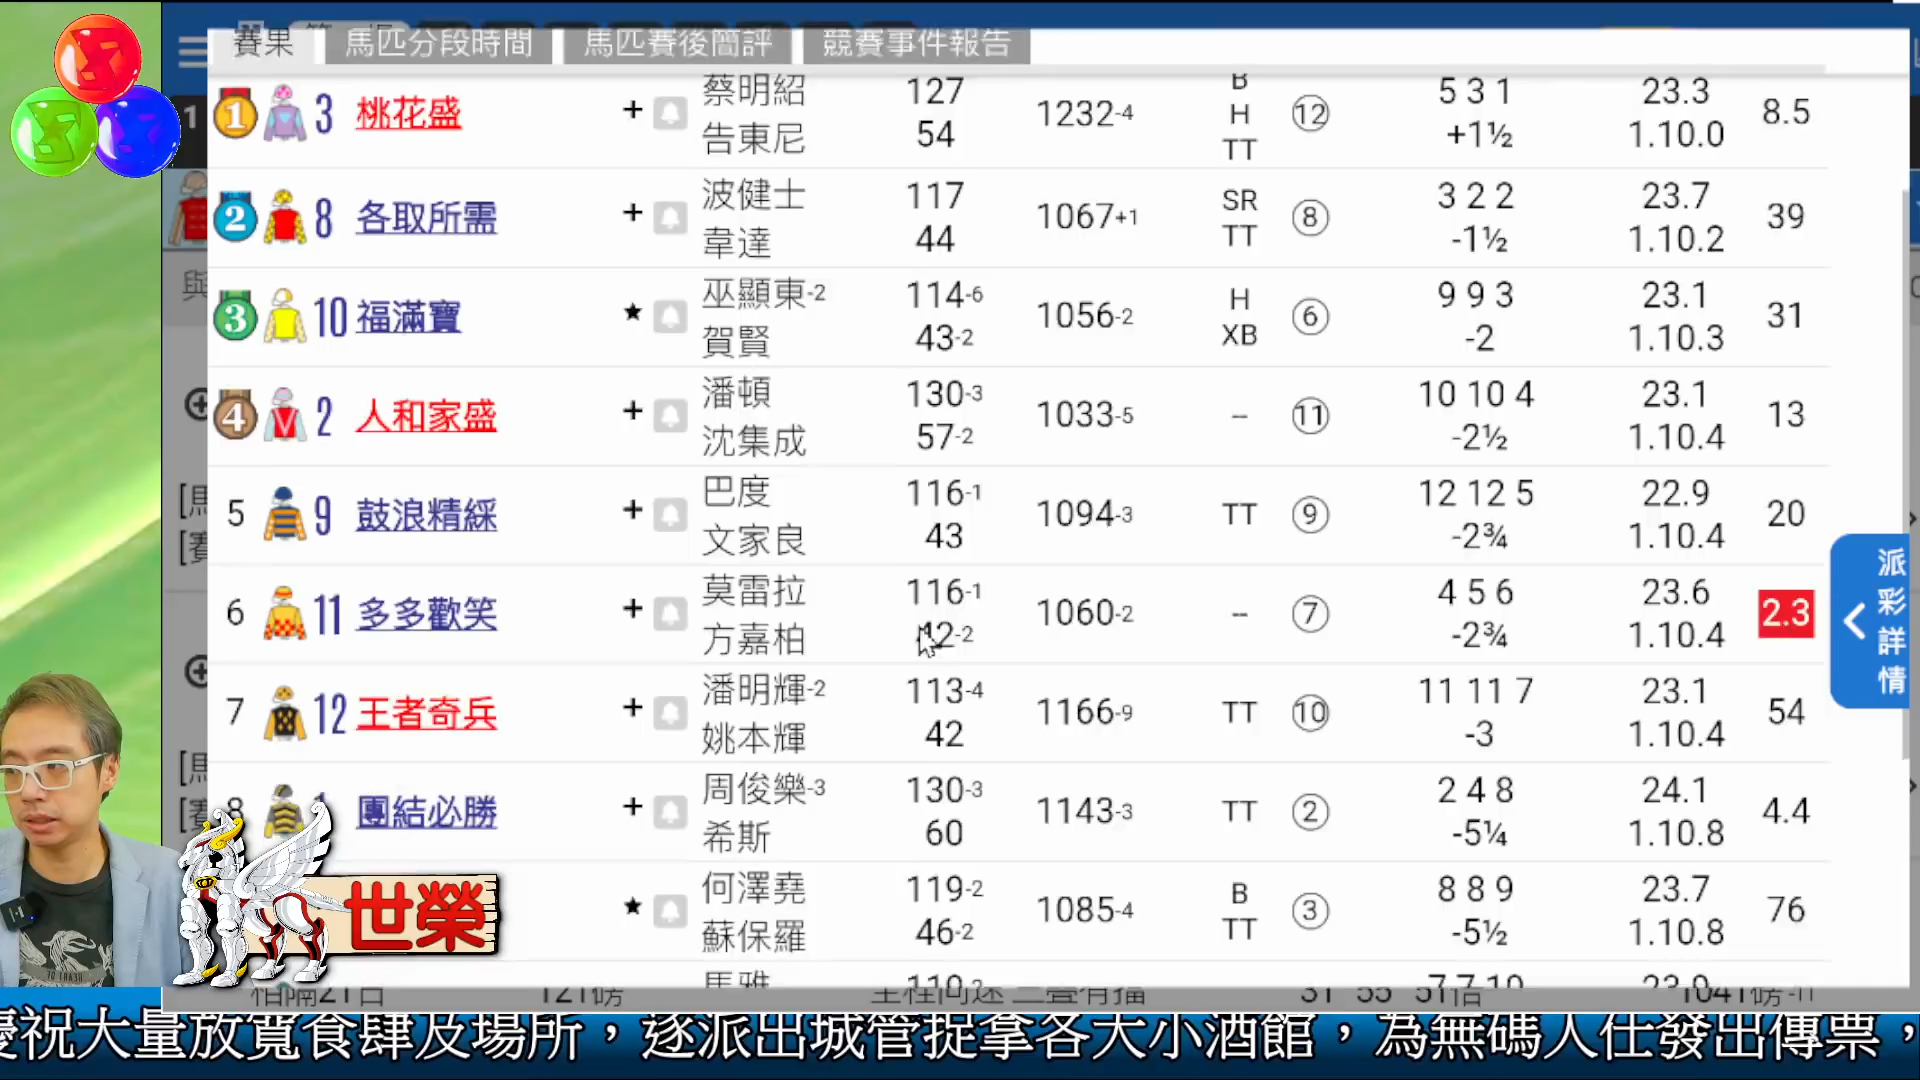 賽果 馬匹分段時間 馬匹賽後簡評 競賽事件報告
1 3 桃花盛 + 蔡明紹 告東尼 127 54 1232-4 B H TT 12 5 3 1 +1½ 23.3 1.10.0 8.5
2 8 各取所需 + 波健士 韋達 117 44 1067+1 SR TT 8 3 2 2 -1½ 23.7 1.10.2 39
3 10 福滿寶 ★ 巫顯東-2 賀賢 114-6 43-2 1056-2 H XB 6 9 9 3 -2 23.1 1.10.3 31
4 2 人和家盛 + 潘頓 沈集成 130-3 57-2 1033-5 -- 11 10 10 4 -2½ 23.1 1.10.4 13
5 9 鼓浪精綵 + 巴度 文家良 116-1 43 1094-3 TT 9 12 12 5 -2¾ 22.9 1.10.4 20
6 11 多多歡笑 + 莫雷拉 方嘉柏 116-1 42-2 1060-2 -- 7 4 5 6 -2¾ 23.6 1.10.4 2.3
7 12 王者奇兵 + 潘明輝-2 姚本輝 113-4 42 1166-9 TT 10 11 11 7 -3 23.1 1.10.4 54
8 1 團結必勝 + 周俊樂-3 希斯 130-3 60 1143-3 TT 2 2 4 8 -5¼ 24.1 1.10.8 4.4
★ 何澤堯 蘇保羅 119-2 46-2 1085-4 B TT 3 8 8 9 -5½ 23.7 1.10.8 76
派彩詳情
世榮
慶祝大量放寬食肆及場所，逐派出城管捉拿各大小酒館，為無碼人仕發出傳票，